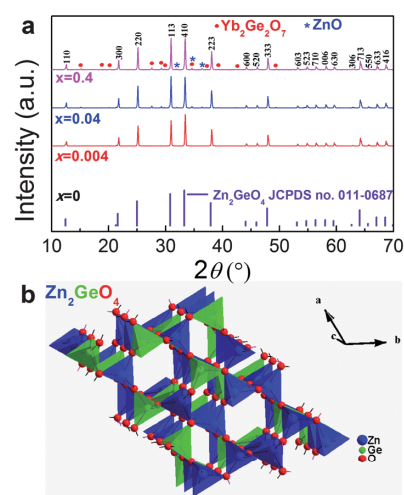 a
Yb2Ge2O7 ZnO
110 300 220 113 410 223 600 520 333 603 523 710 006 630 306 713 550 633 416
x=0.4
x=0.04
x=0.004
x=0
Zn2GeO4 JCPDS no. 011-0687
Intensity (a.u.)
10 20 30 40 50 60 70
2θ (°)
b Zn2GeO4
a
c
b
Zn
Ge
O